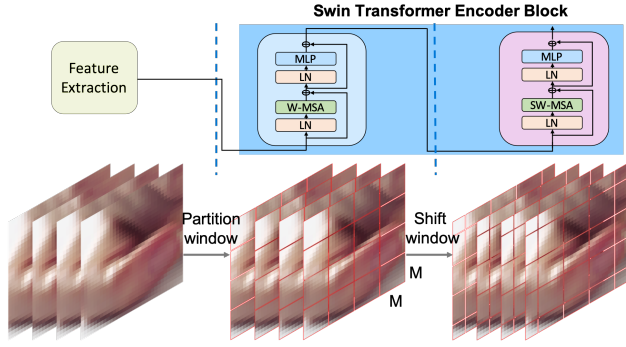 Swin Transformer Encoder Block
Feature
Extraction
MLP
LN
W-MSA
LN
MLP
LN
SW-MSA
LN
Partition
window
Shift
window
M
M